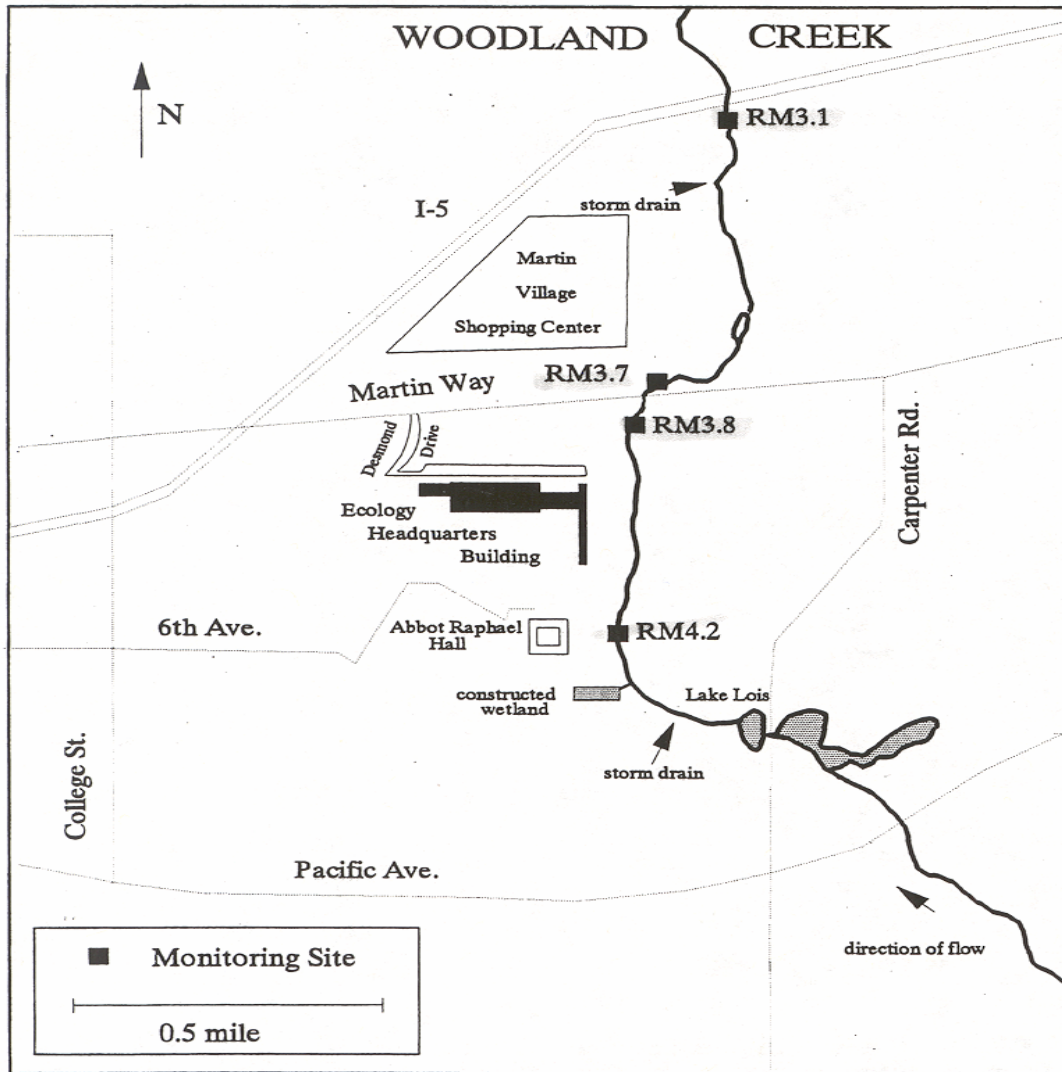 WOODLAND CREEK
N
RM3.1
storm drain
I-5
Martin
Village
Shopping Center
RM3.7
Martin Way
RM3.8
Desmond
Drive
Carpenter Rd.
Ecology
Headquarters
Building
6th Ave.
Abbot Raphael
Hall
RM4.2
constructed
wetland
Lake Lois
storm drain
College St.
Pacific Ave.
direction of flow
Monitoring Site
0.5 mile